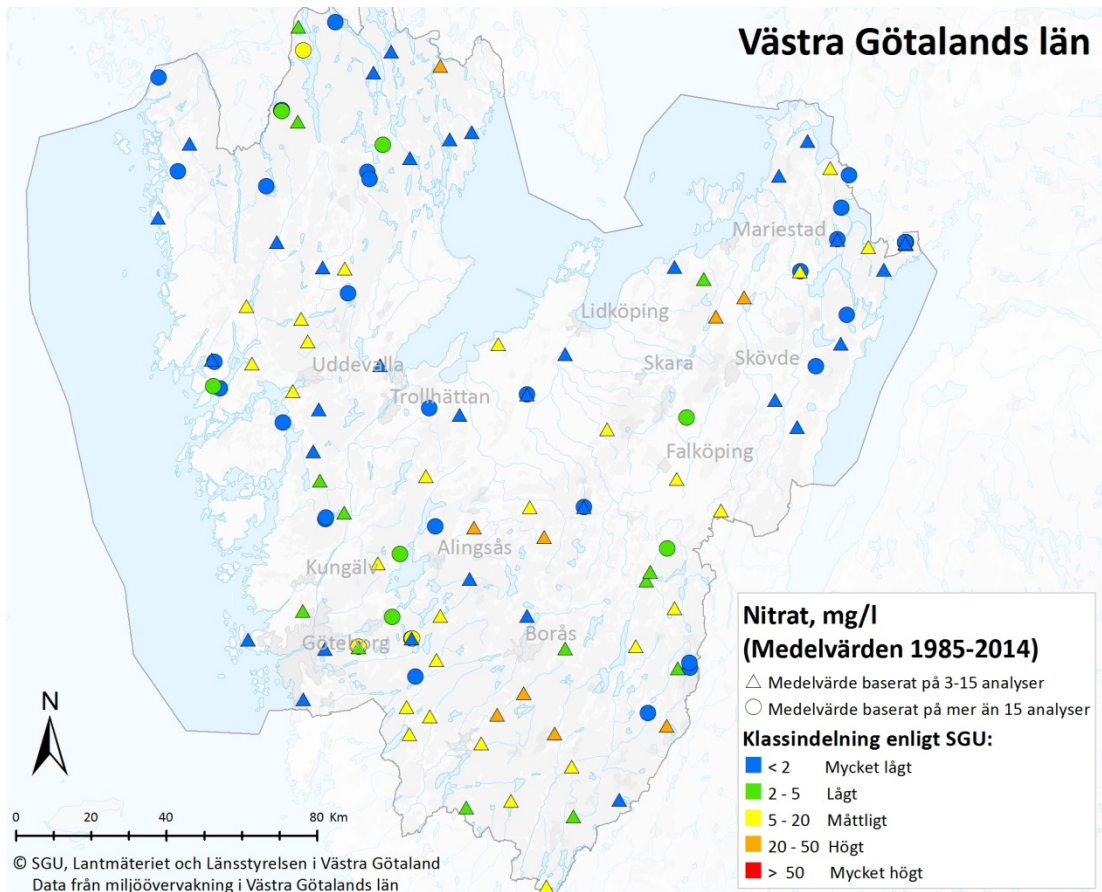 Västra Götalands län
Mariestad
Lidköping
Skara
Skövde
Uddevalla
Trollhättan
Falköping
Alingsås
Kungälv
Göteborg
Borås
N
0 20 40 80 Km
© SGU, Lantmäteriet och Länsstyrelsen i Västra Götaland
Data från miljöövervakning i Västra Götalands län
Nitrat, mg/l
(Medelvärden 1985-2014)
Medelvärde baserat på 3-15 analyser
Medelvärde baserat på mer än 15 analyser
Klassindelning enligt SGU:
< 2 Mycket lågt
2 - 5 Lågt
5 - 20 Måttligt
20 - 50 Högt
> 50 Mycket högt